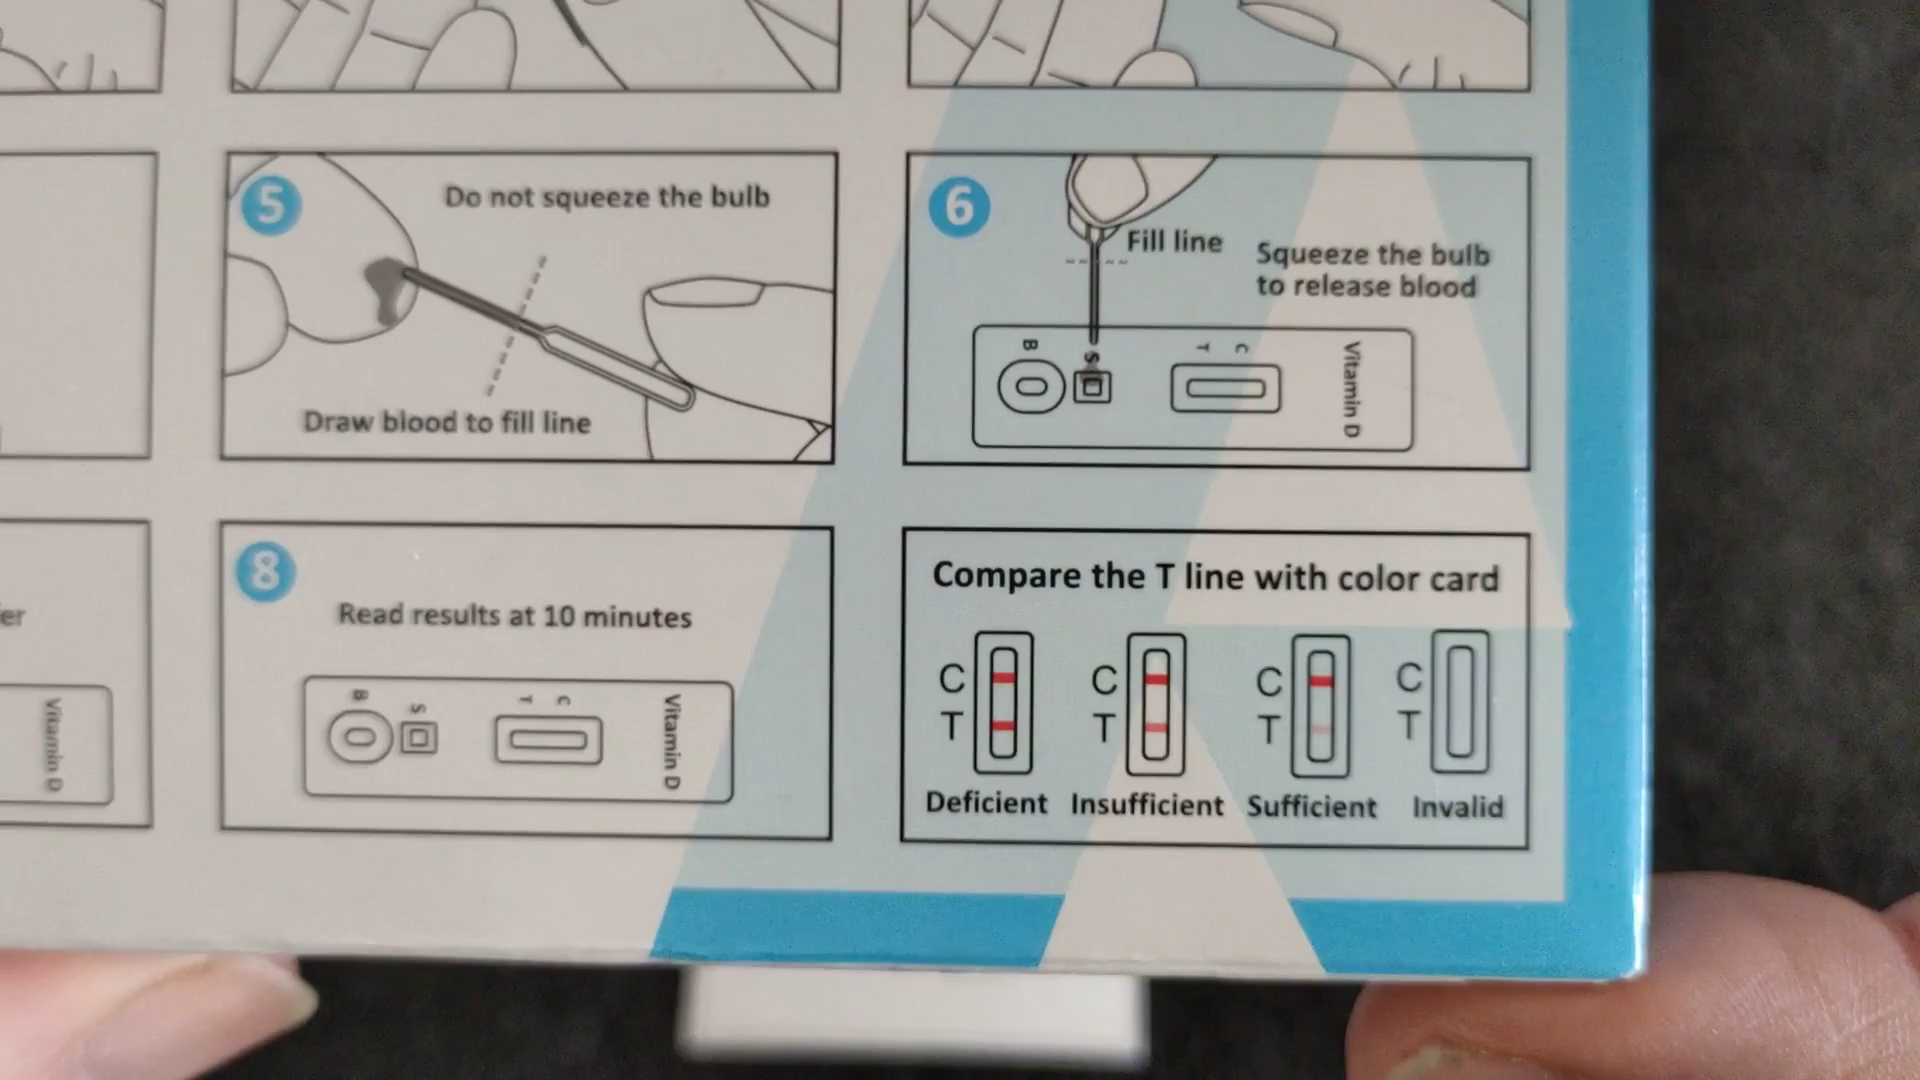 5
Do not squeeze the bulb
Draw blood to fill line
6
Fill line
Squeeze the bulb
to release blood
B
S
T
C
Vitamin D
er
Vitamin D
8
Read results at 10 minutes
B
S
T
C
Vitamin D
Compare the T line with color card
C
T
Deficient
C
T
Insufficient
C
T
Sufficient
C
T
Invalid